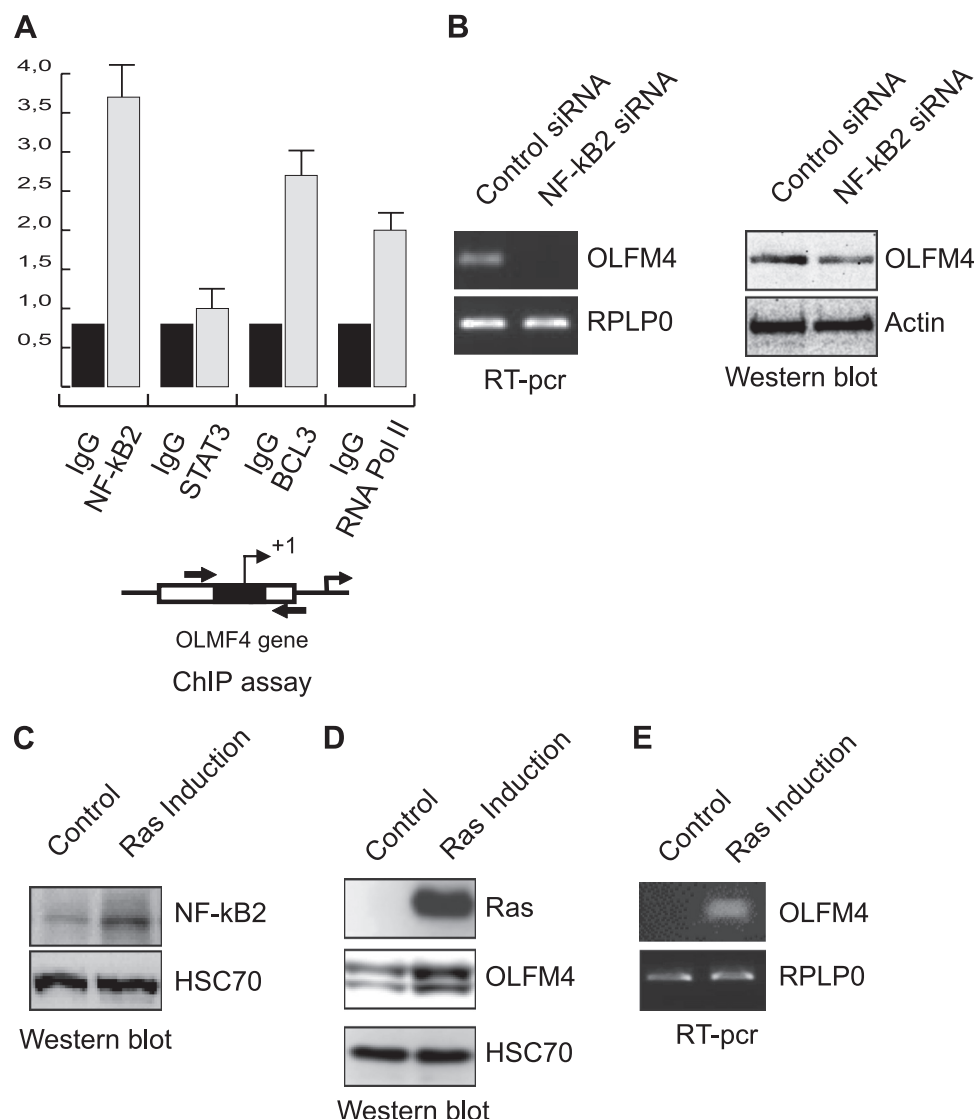 A
4,0
3,5
3,0
2,5
2,0
1,5
1,0
0,5
IgG
NF-kB2
IgG
STAT3
IgG
BCL3
IgG
RNA Pol II
+1
OLMF4 gene
ChIP assay
B
Control siRNA
NF-kB2 siRNA
OLFM4
RPLP0
RT-pcr
Control siRNA
NF-kB2 siRNA
OLFM4
Actin
Western blot
C
Control
Ras Induction
NF-kB2
HSC70
Western blot
D
Control
Ras Induction
Ras
OLFM4
HSC70
Western blot
E
Control
Ras Induction
OLFM4
RPLP0
RT-pcr